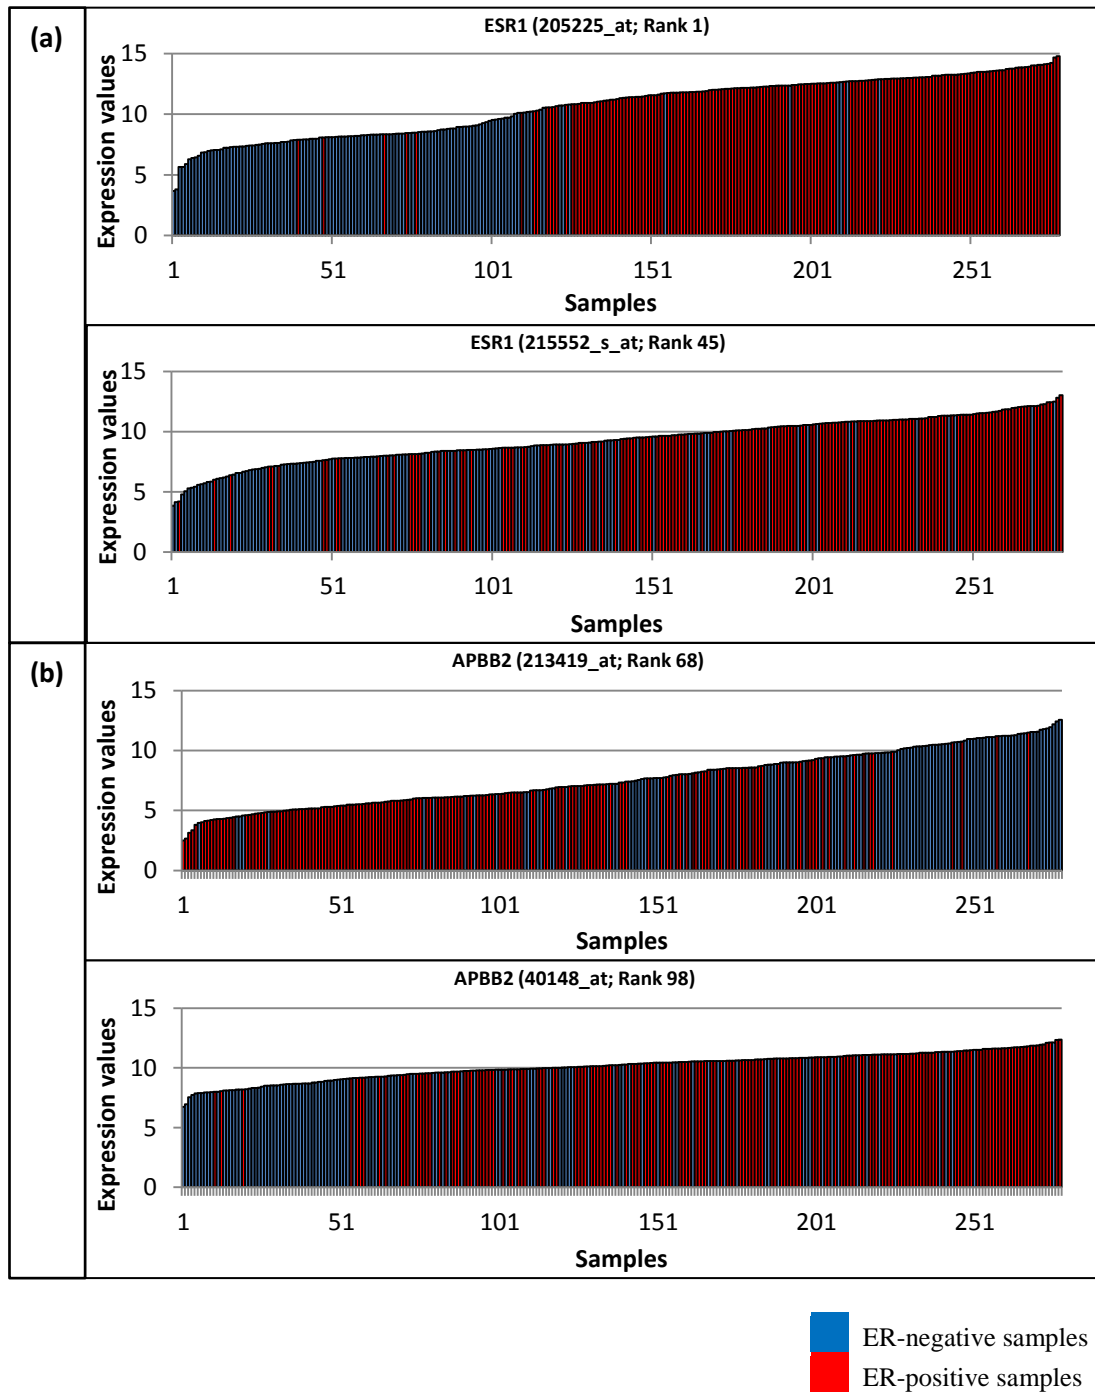 (a)
ESR1 (205225_at; Rank 1)
Expression values
15
10
5
0
1 51 101 151 201 251
Samples
ESR1 (215552_s_at; Rank 45)
Expression values
15
10
5
0
1 51 101 151 201 251
Samples
(b)
APBB2 (213419_at; Rank 68)
Expression values
15
10
5
0
1 51 101 151 201 251
Samples
APBB2 (40148_at; Rank 98)
Expression values
15
10
5
0
1 51 101 151 201 251
Samples
ER-negative samples
ER-positive samples